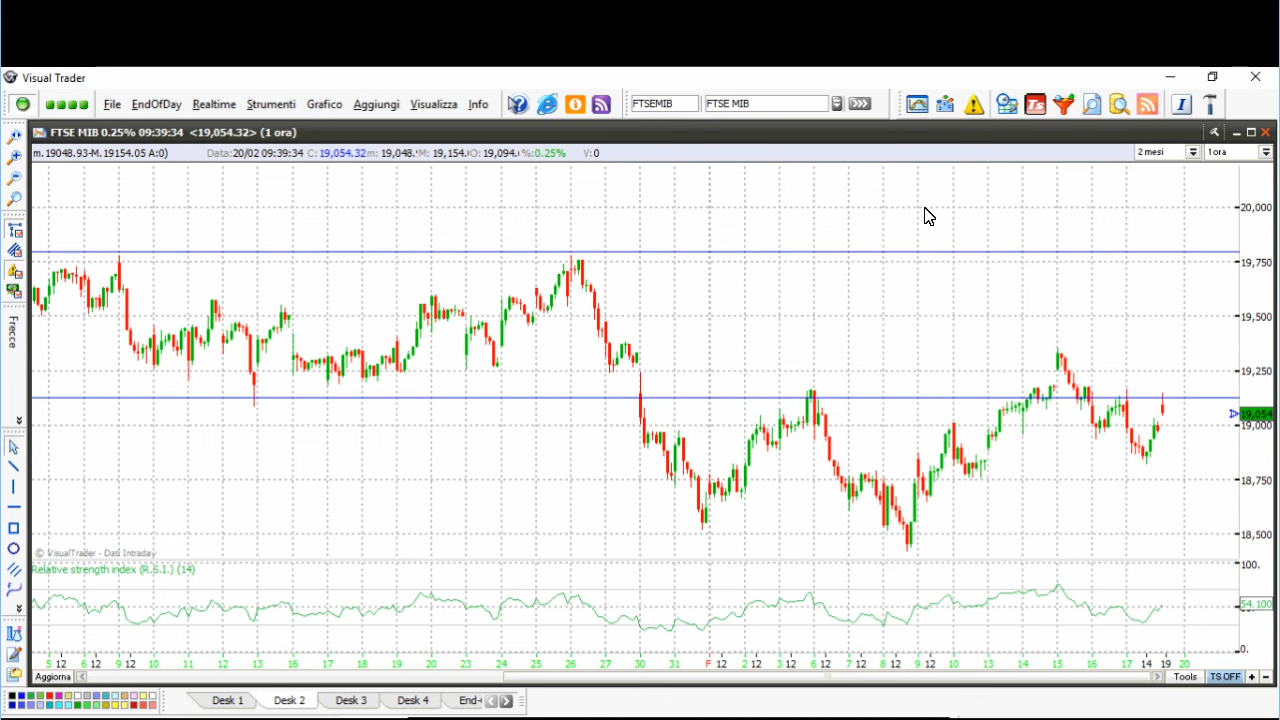 Visual Trader
File EndOfDay Realtime Strumenti Grafico Aggiungi Visualizza Info FTSEMIB FTSE MIB
FTSE MIB 0.25% 09:39:34 <19,054.32> (1 ora)
m.19048.93-M.19154.05 A:0) Data: 20/02 09:39:34 C: 19,054.32 m: 19,048. M: 19,154. O: 19,094. %: 0.25% V: 0 2 mesi 1ora
20,000
19,750
19,500
Frecce
19,250
19,054
19,000
18,750
18,500
© VisualTrader - Dati Intraday
Relative strength index (R.S.I.) (14)
100.
54.100
0.
5 12 6 12 9 12 10 11 12 13 16 17 18 19 20 23 24 25 26 27 30 31 F 12 2 12 3 12 6 12 7 12 8 12 9 12 10 13 14 15 16 17 14 19 20
Aggiorna Tools TS OFF
Desk 1 Desk 2 Desk 3 Desk 4 End-